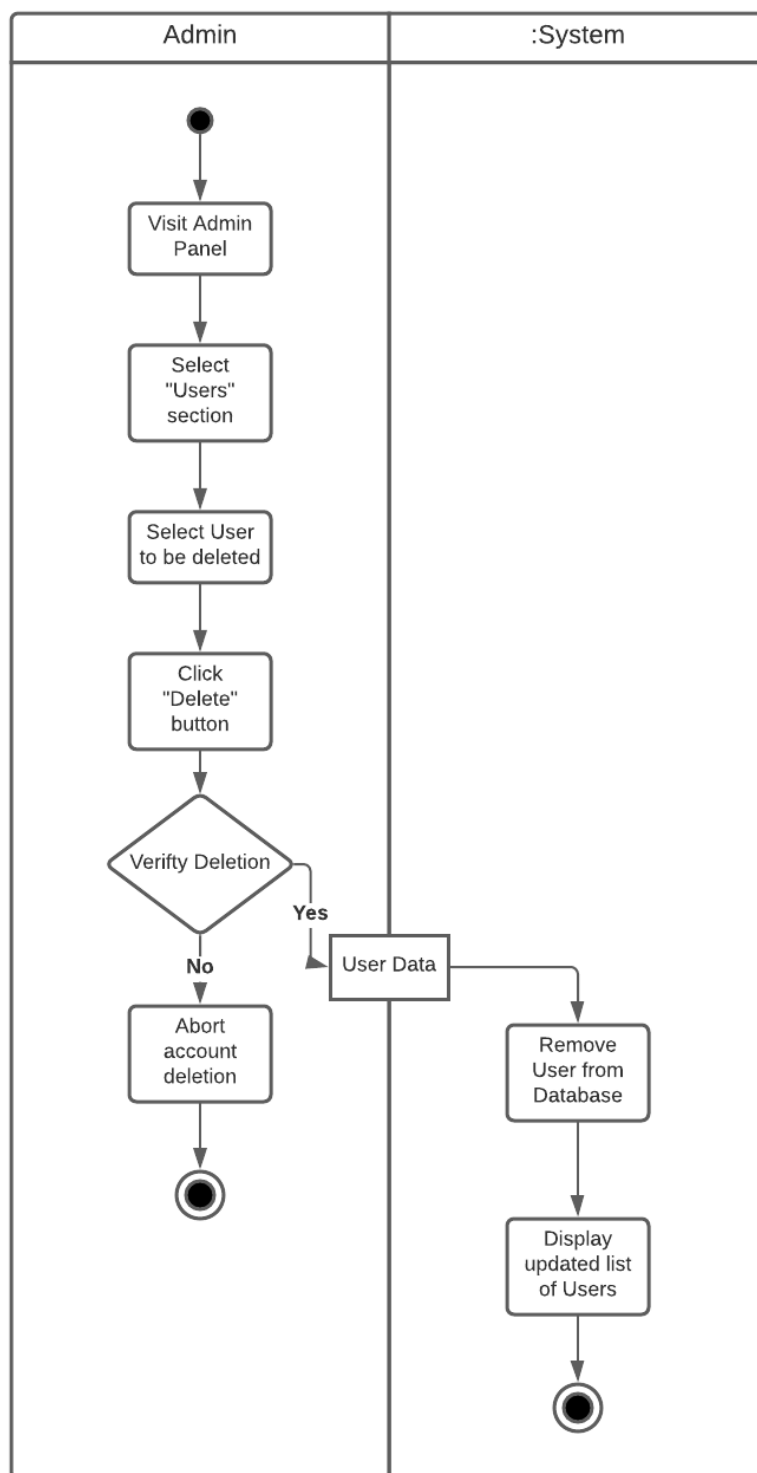 Admin
:System
Visit Admin
Panel
Select
"Users"
section
Select User
to be deleted
Click
"Delete"
button
Verifty Deletion
Yes
No
User Data
Abort
account
deletion
Remove
User from
Database
Display
updated list
of Users